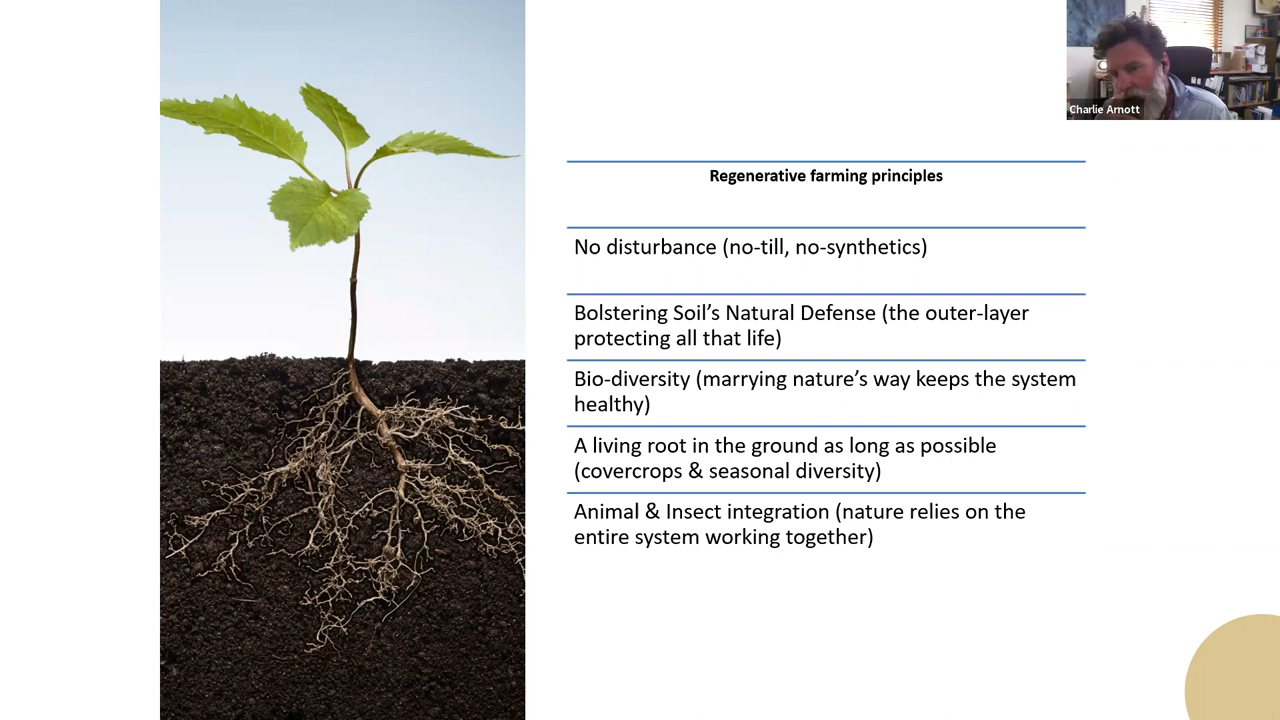 Charlie Arnott
Regenerative farming principles
No disturbance (no-till, no-synthetics)
Bolstering Soil’s Natural Defense (the outer-layer
protecting all that life)
Bio-diversity (marrying nature’s way keeps the system
healthy)
A living root in the ground as long as possible
(covercrops & seasonal diversity)
Animal & Insect integration (nature relies on the
entire system working together)